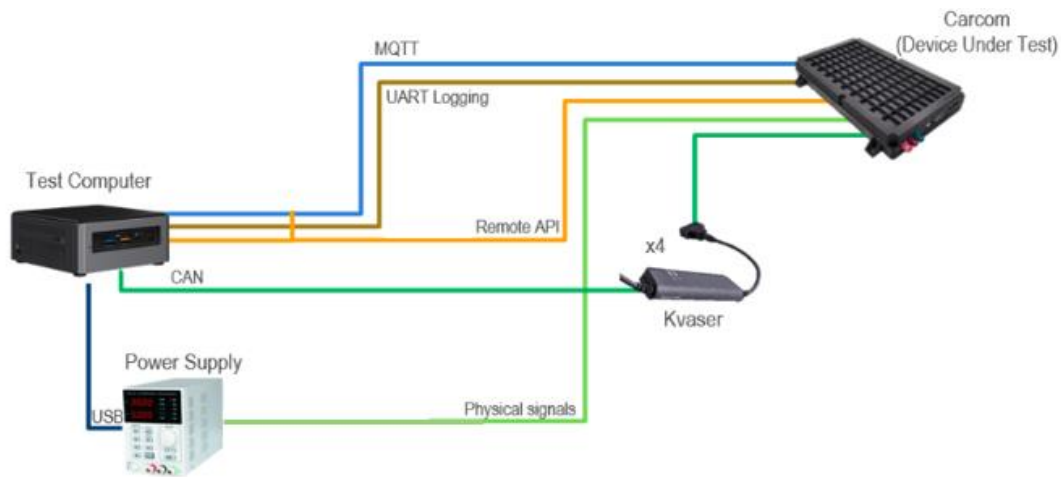 Carcom
(Device Under Test)
MQTT
UART Logging
Test Computer
Remote API
x4
CAN
Kvaser
Power Supply
USB
Physical signals